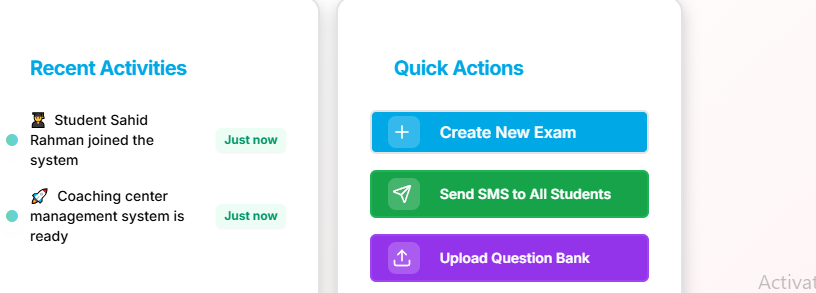 Recent Activities
Student Sahid
Rahman joined the
system
Just now
Coaching center
management system is
ready
Just now
Quick Actions
Create New Exam
Send SMS to All Students
Upload Question Bank